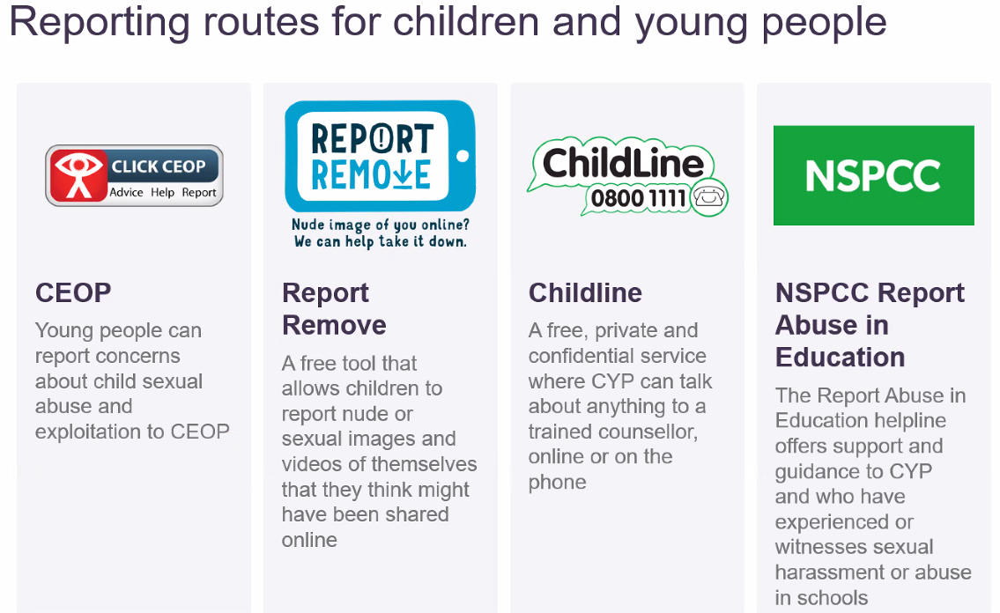 Reporting routes for children and young people
CLICK CEOP
Advice Help Report
CEOP
Young people can
report concerns
about child sexual
abuse and
exploitation to CEOP
REPORT
REMOVE
Nude image of you online?
We can help take it down.
Report
Remove
A free tool that
allows children to
report nude or
sexual images and
videos of themselves
that they think might
have been shared
online
ChildLine
0800 1111
Childline
A free, private and
confidential service
where CYP can talk
about anything to a
trained counsellor,
online or on the
phone
NSPCC
NSPCC Report
Abuse in
Education
The Report Abuse in
Education helpline
offers support and
guidance to CYP
and who have
experienced or
witnesses sexual
harassment or abuse
in schools